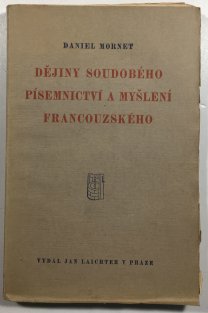 DANIEL MORNET
DĚJINY SOUDOBÉHO
PÍSEMNICTVÍ A MYŠLENÍ
FRANCOUZSKÉHO
VYDAL JAN LAICHTER V PRAZE